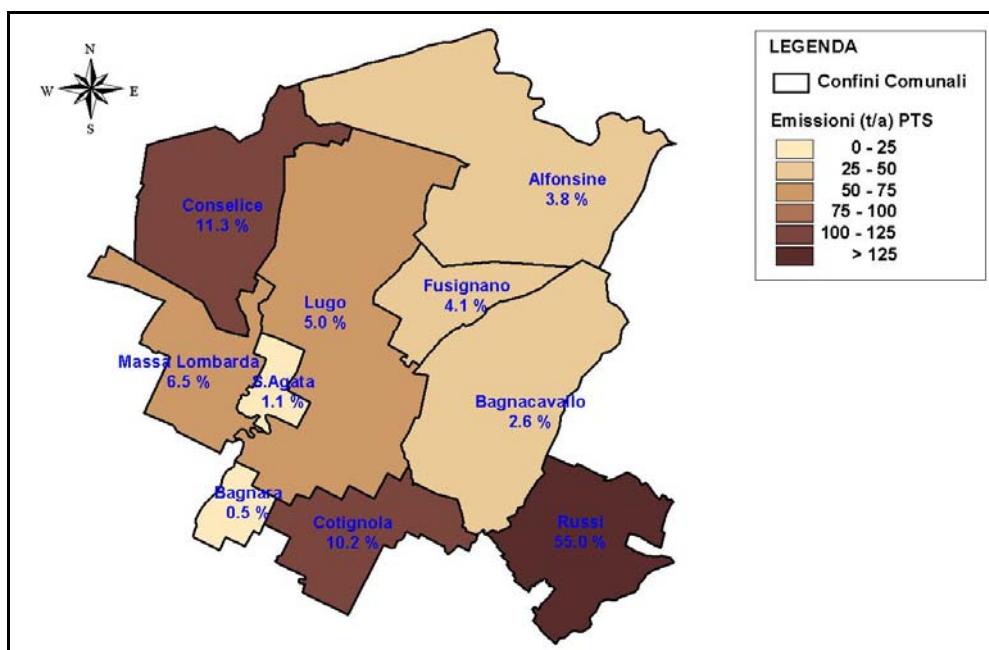 N
W E
S
LEGENDA
Confini Comunali
Emissioni (t/a) PTS
0 - 25
25 - 50
50 - 75
75 - 100
100 - 125
> 125
Alfonsine
3.8 %
Conselice
11.3 %
Fusignano
4.1 %
Lugo
5.0 %
Massa Lombarda
6.5 %
S.Agata
1.1 %
Bagnacavallo
2.6 %
Bagnara
0.5 %
Cotignola
10.2 %
Russi
55.0 %